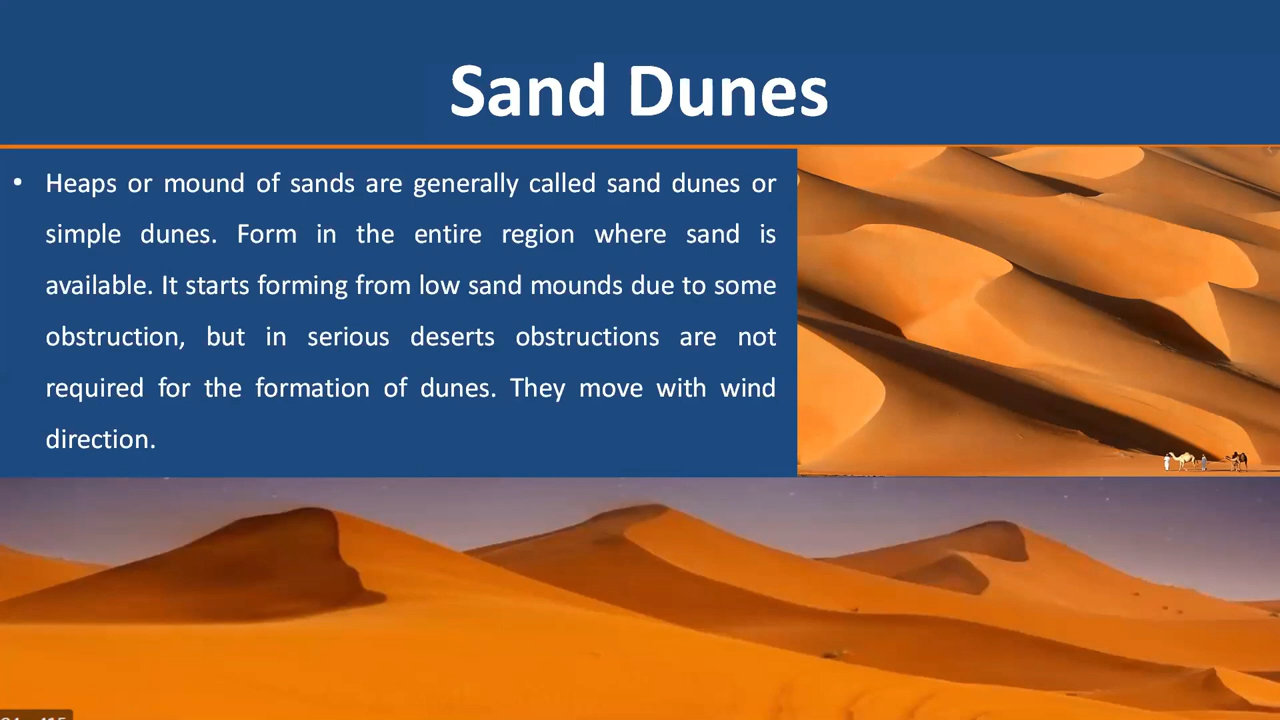 Sand Dunes
• Heaps or mound of sands are generally called sand dunes or
simple dunes. Form in the entire region where sand is
available. It starts forming from low sand mounds due to some
obstruction, but in serious deserts obstructions are not
required for the formation of dunes. They move with wind
direction.